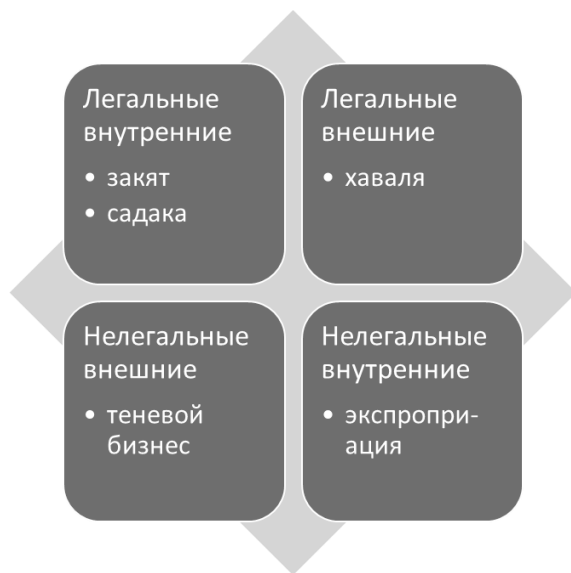 Легальные
внутренние
• закят
• садака
Легальные
внешние
• хаваля
Нелегальные
внешние
• теневой
бизнес
Нелегальные
внутренние
• экспропри-
ация